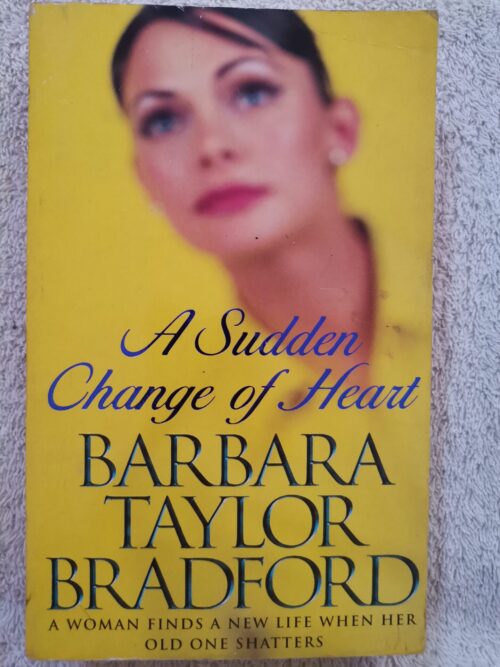 A Sudden
Change of Heart
BARBARA
TAYLOR
BRADFORD
A WOMAN FINDS A NEW LIFE WHEN HER
OLD ONE SHATTERS